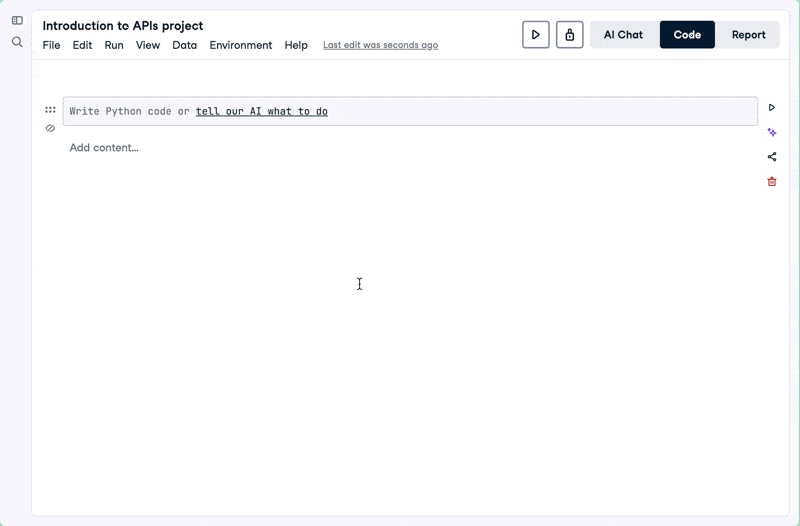 Introduction to APIs project
File Edit Run View Data Environment Help Last edit was seconds ago
AI Chat Code Report
Write Python code or tell our AI what to do
Add content...